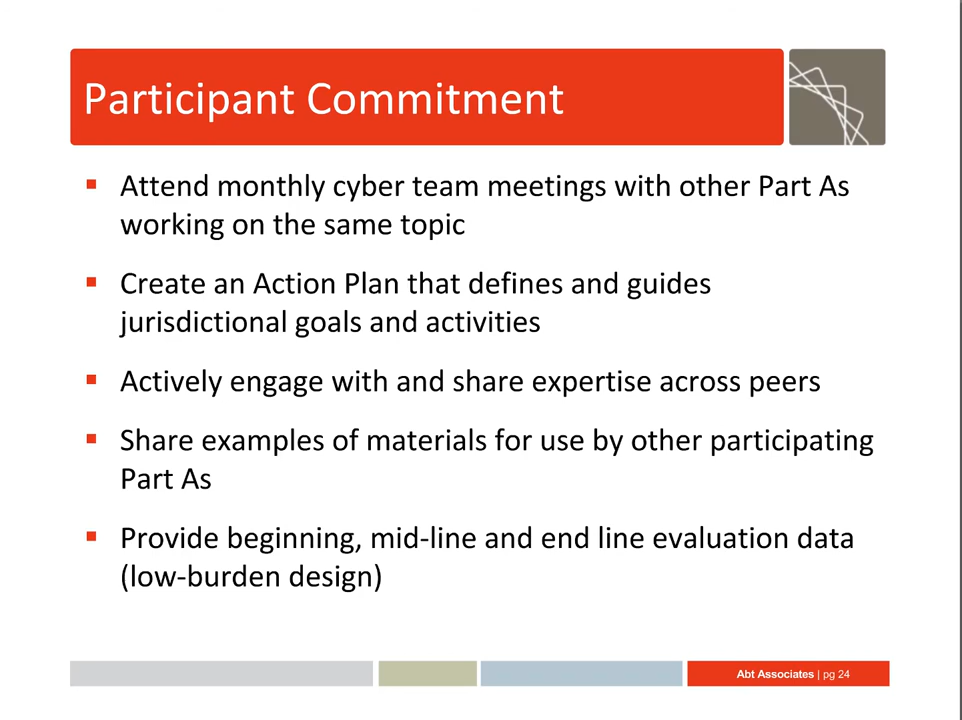 Participant Commitment
Attend monthly cyber team meetings with other Part As
working on the same topic
Create an Action Plan that defines and guides
jurisdictional goals and activities
Actively engage with and share expertise across peers
Share examples of materials for use by other participating
Part As
Provide beginning, mid-line and end line evaluation data
(low-burden design)
Abt Associates | pg 24